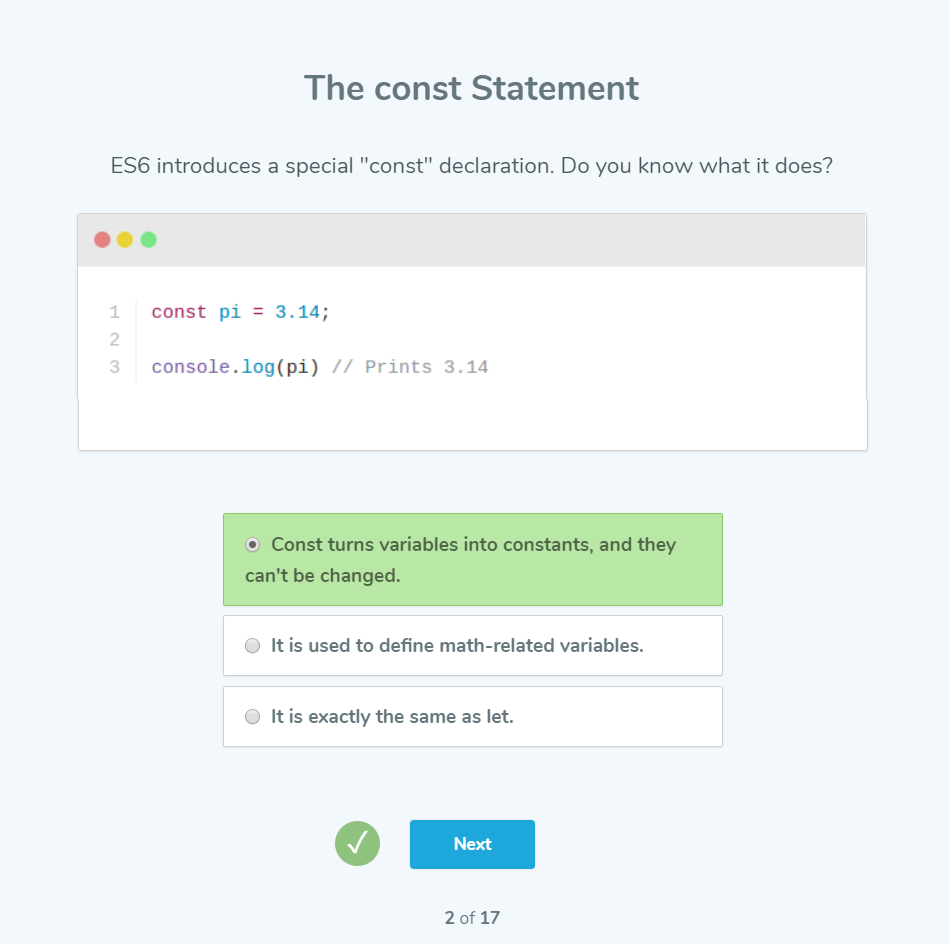 The const Statement
ES6 introduces a special "const" declaration. Do you know what it does?
1 const pi = 3.14;
2
3 console.log(pi) // Prints 3.14
Const turns variables into constants, and they
can't be changed.
It is used to define math-related variables.
It is exactly the same as let.
Next
2 of 17